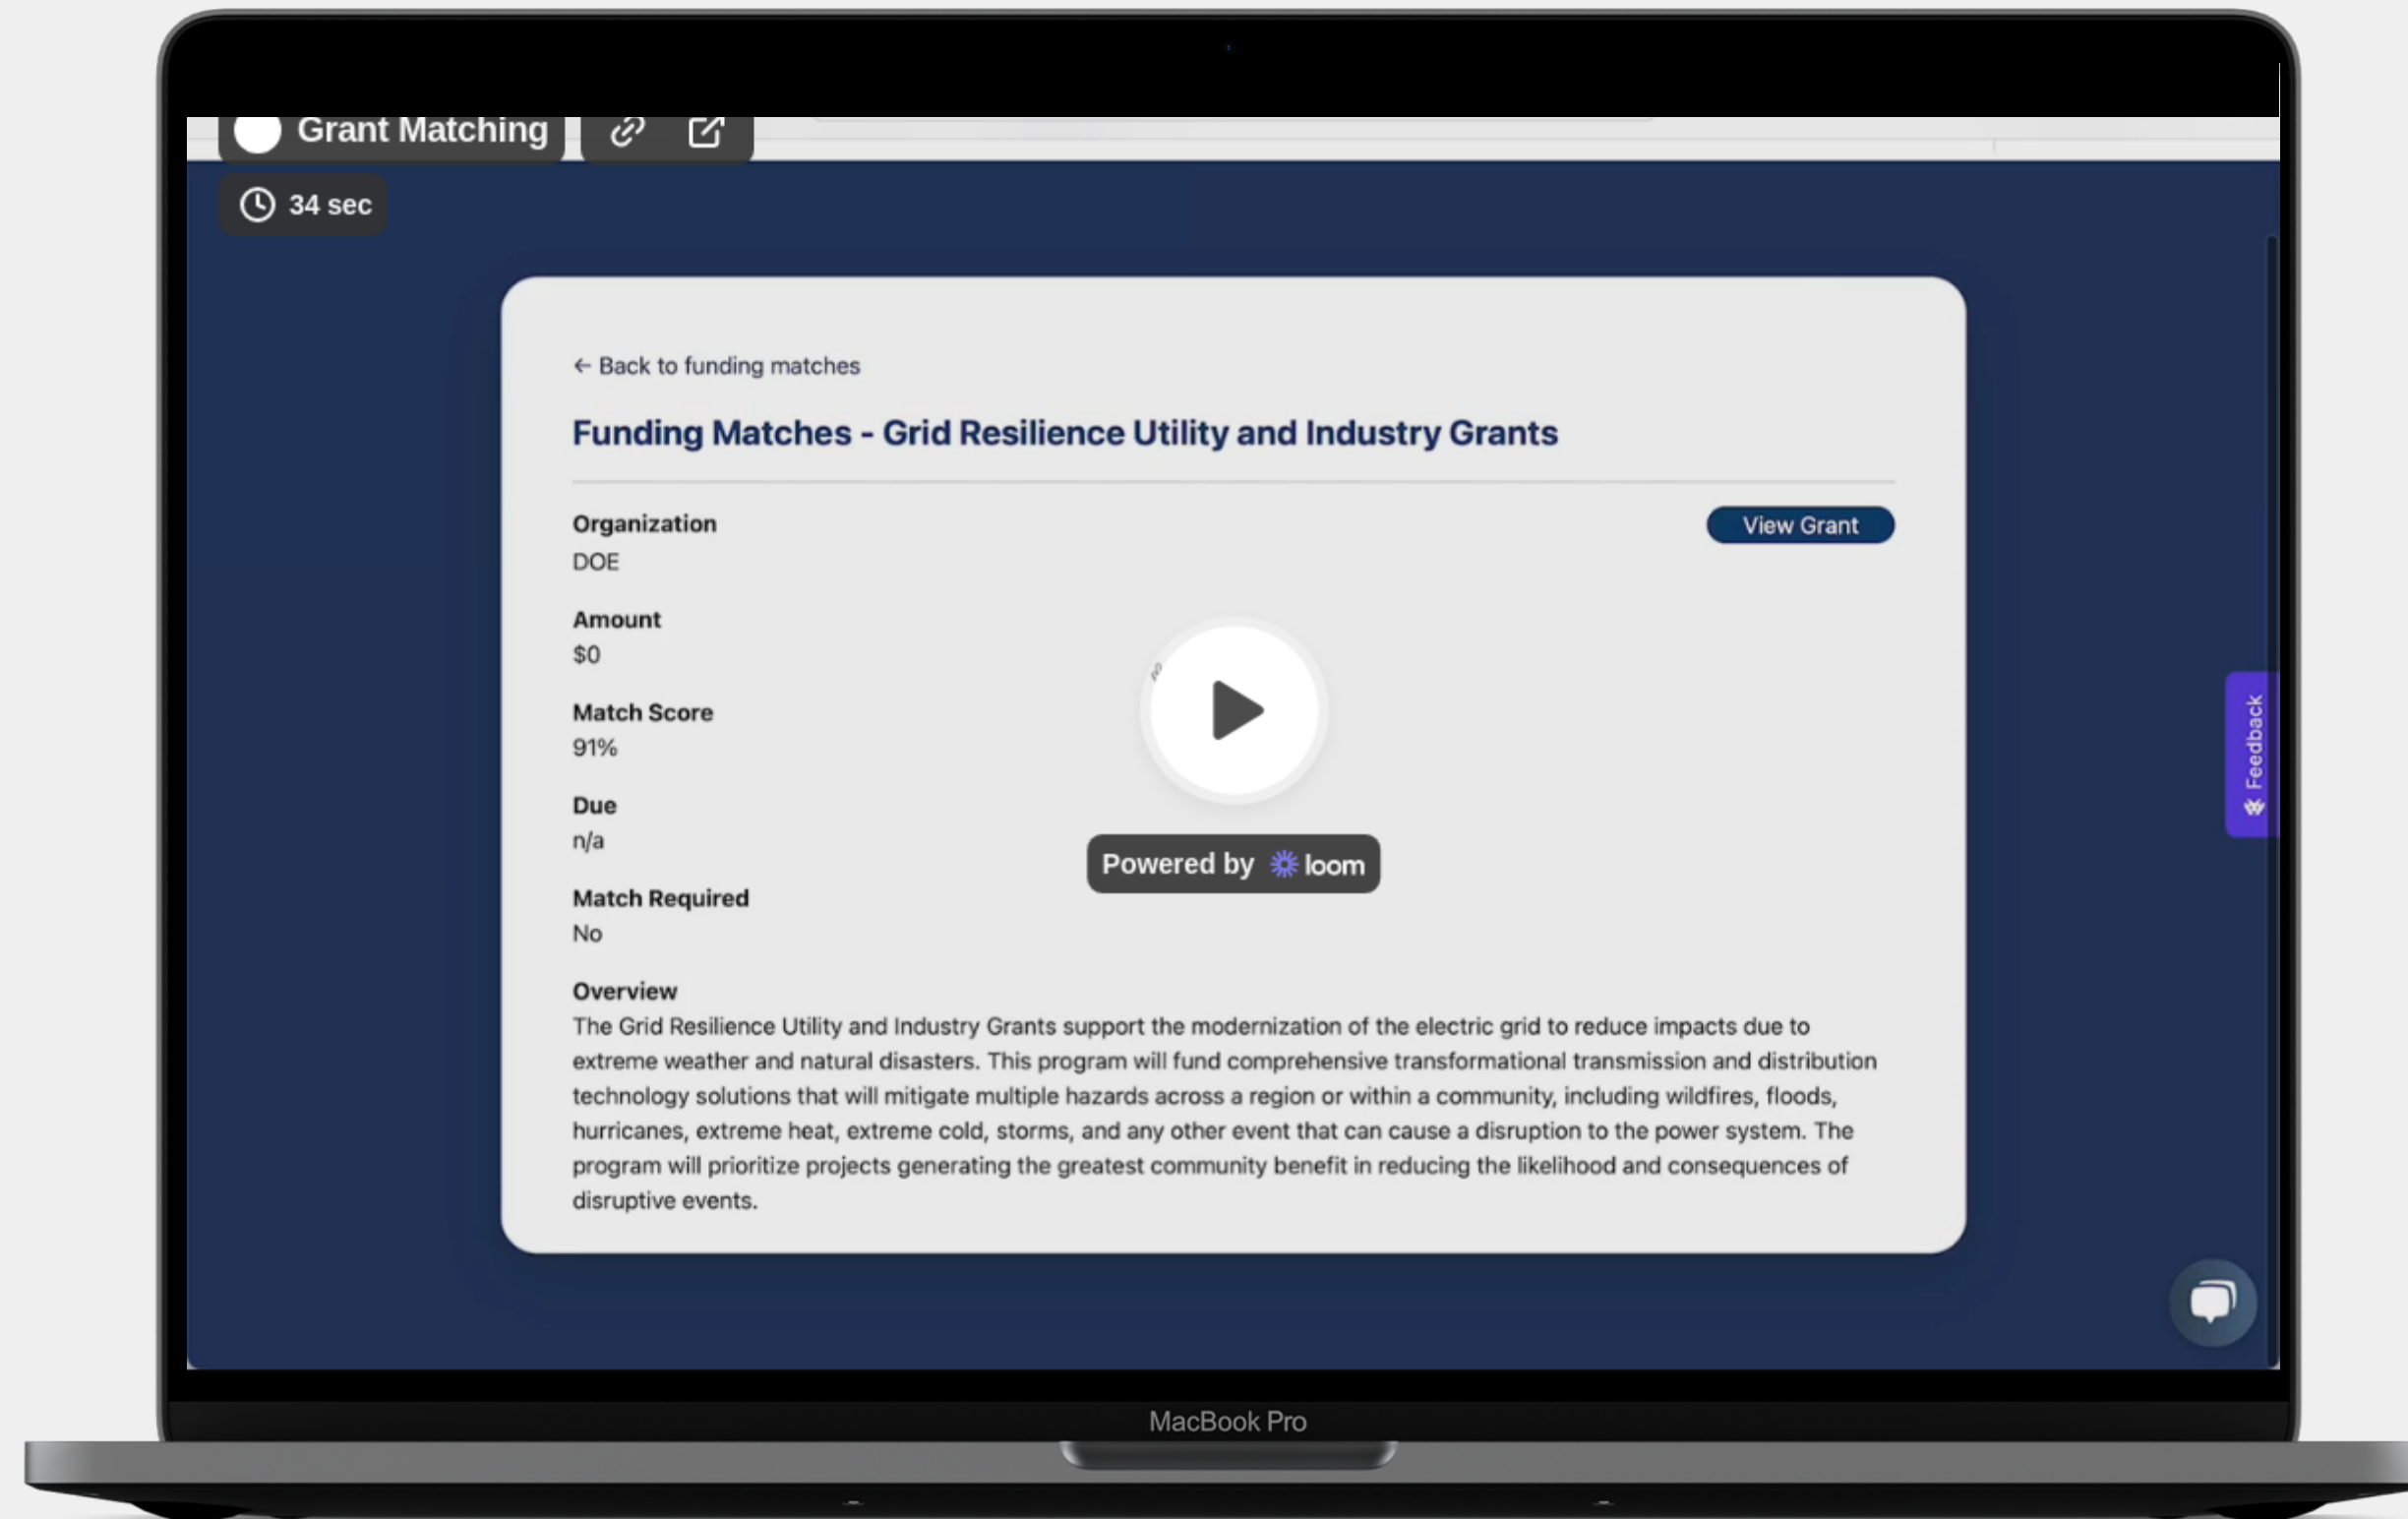 Grant Matching
34 sec
← Back to funding matches
Funding Matches - Grid Resilience Utility and Industry Grants
Organization
View Grant
DOE
Amount
$0
Match Score
91%
Feedback
Due
n/a
Powered by loom
Match Required
No
Overview
The Grid Resilience Utility and Industry Grants support the modernization of the electric grid to reduce impacts due to
extreme weather and natural disasters. This program will fund comprehensive transformational transmission and distribution
technology solutions that will mitigate multiple hazards across a region or within a community, including wildfires, floods,
hurricanes, extreme heat, extreme cold, storms, and any other event that can cause a disruption to the power system. The
program will prioritize projects generating the greatest community benefit in reducing the likelihood and consequences of
disruptive events.
MacBook Pro